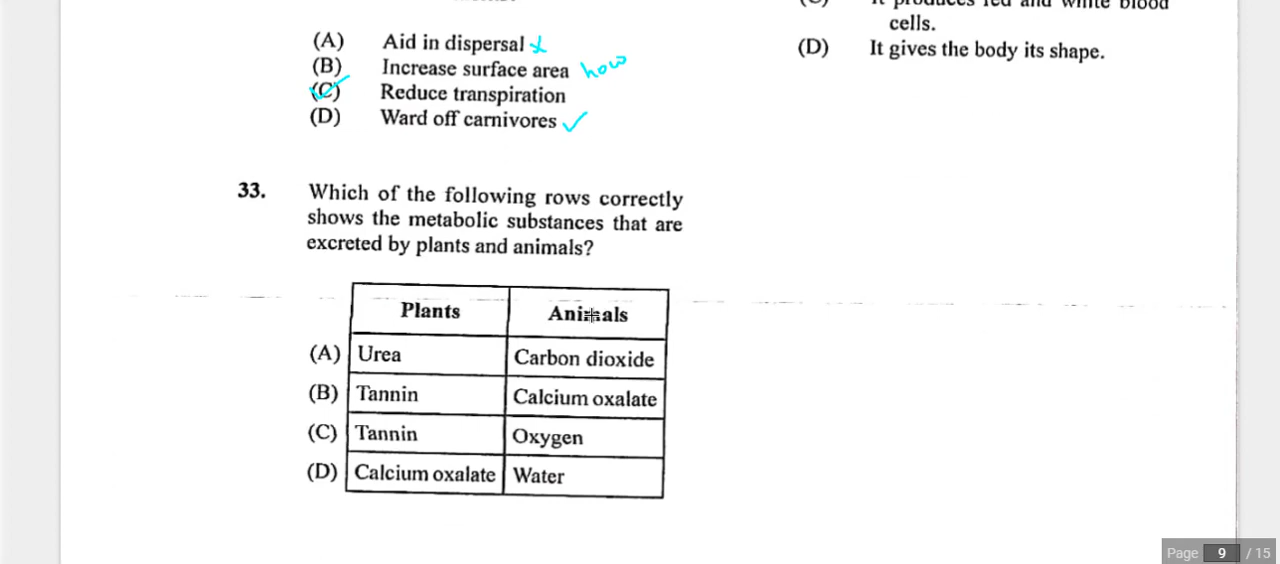 (A) Aid in dispersal x
(B) Increase surface area how
(C) Reduce transpiration
(D) Ward off carnivores ✓
cells.
(D) It gives the body its shape.
33. Which of the following rows correctly
shows the metabolic substances that are
excreted by plants and animals?
Plants Animals
(A) Urea Carbon dioxide
(B) Tannin Calcium oxalate
(C) Tannin Oxygen
(D) Calcium oxalate Water
Page 9 / 15